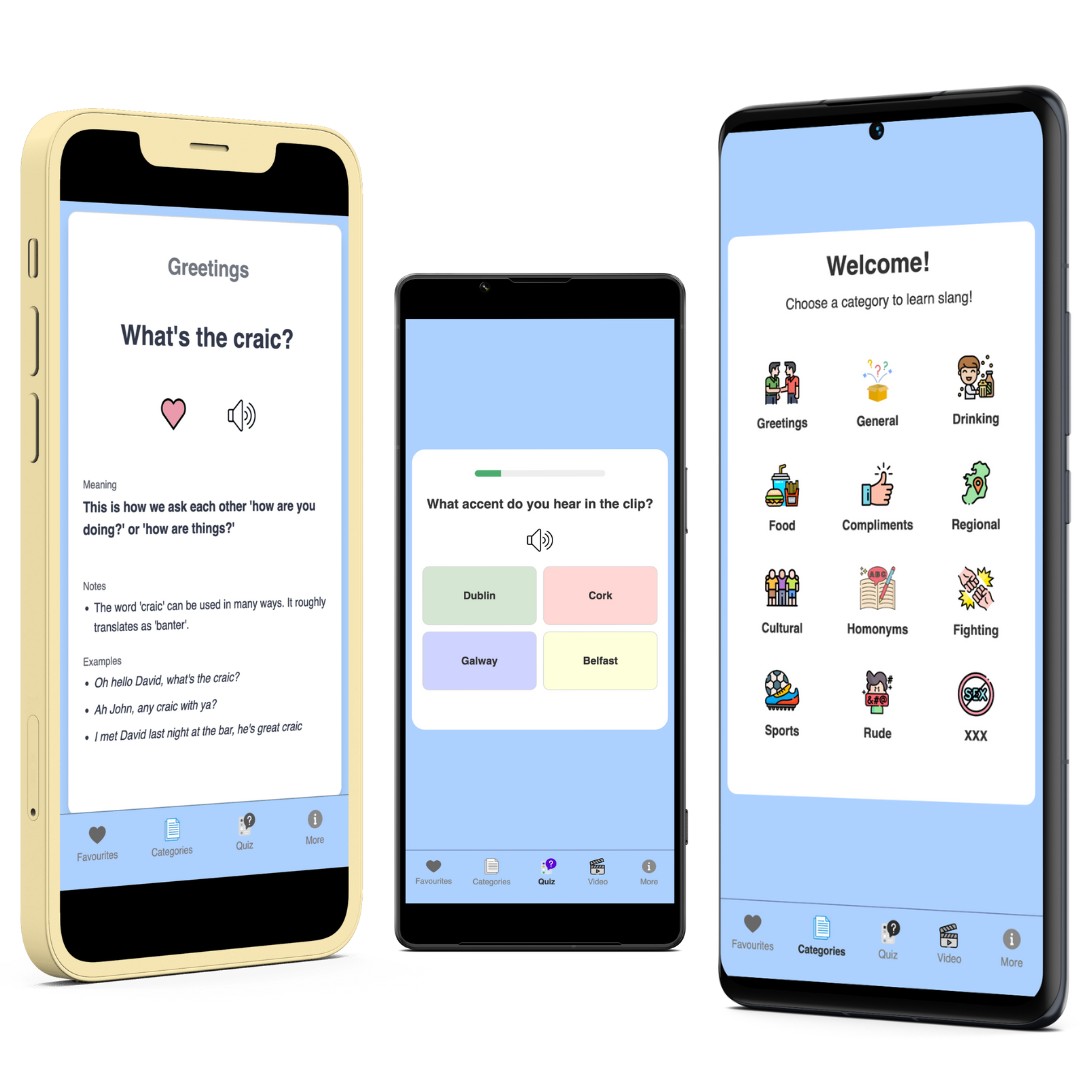 Greetings
What's the craic?
Meaning
This is how we ask each other 'how are you
doing?' or 'how are things?'
Notes
• The word 'craic' can be used in many ways. It roughly
translates as 'banter'.
Examples
• Oh hello David, what's the craic?
• Ah John, any craic with ya?
• I met David last night at the bar, he's great craic
Favourites Categories Quiz More
What accent do you hear in the clip?
Dublin Cork
Galway Belfast
Favourites Categories Quiz Video More
Welcome!
Choose a category to learn slang!
Greetings General Drinking
Food Compliments Regional
ABC
Cultural Homonyms Fighting
&#@
#
SEX
Sports Rude XXX
Favourites Categories Quiz Video More